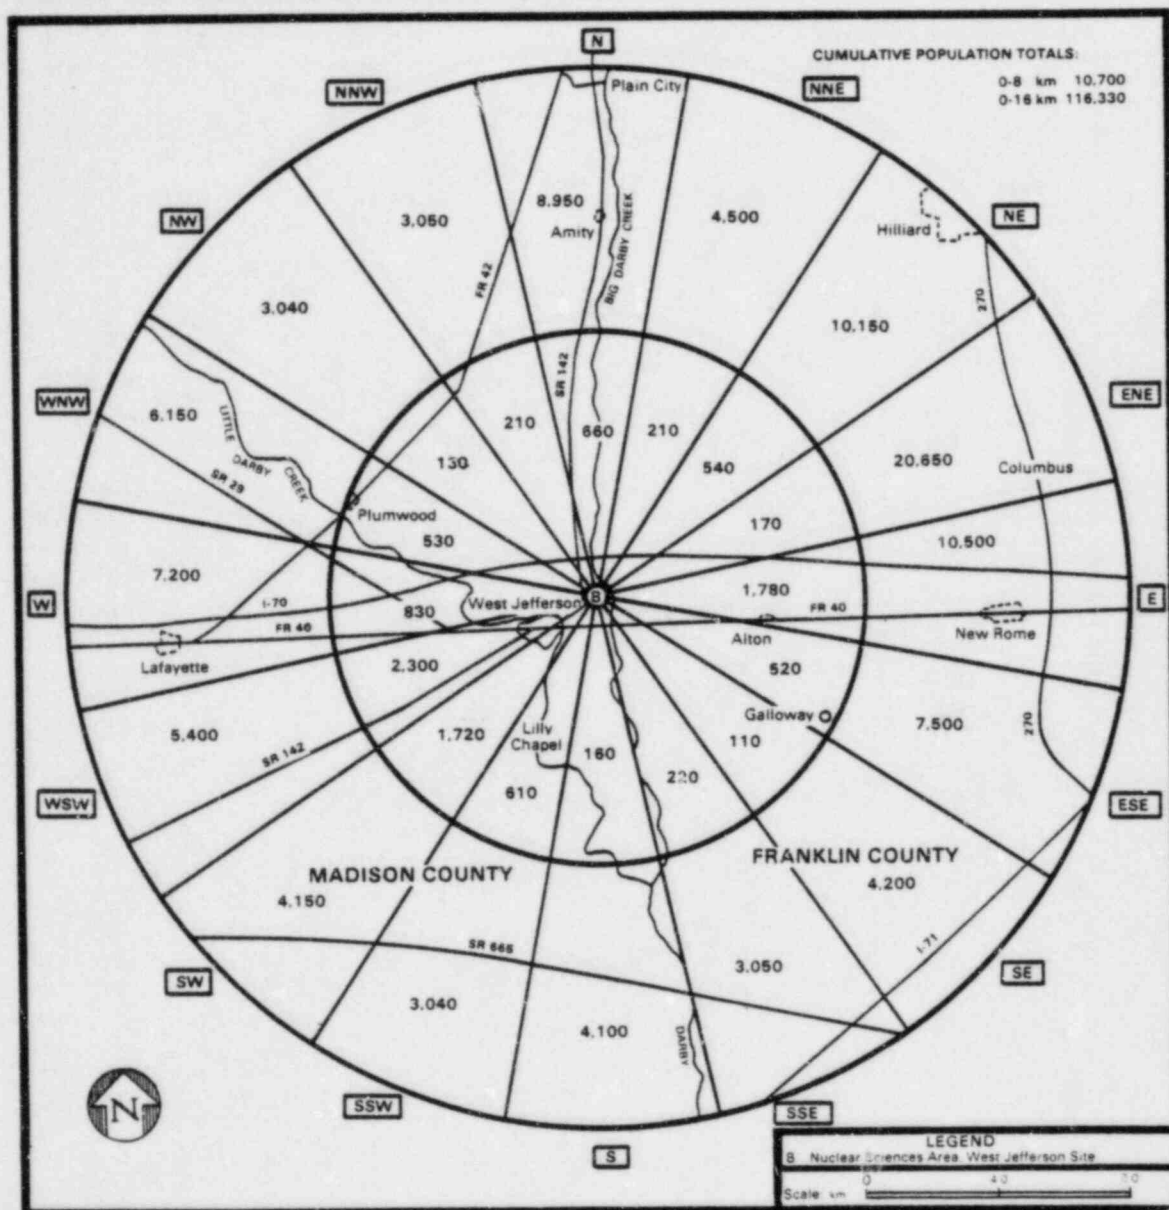 N
CUMULATIVE POPULATION TOTALS:
0-8 km 10.700
0-16 km 116.330
NNW
NNE
Plain City
8.950
3.050
4.500
Amity
NW
NE
Hilliard
BIG DARBY CREEK
FR 42
270
3.040
10.150
SR 142
WNW
ENE
6.150
LITTLE DARBY CREEK
SR 29
210
660
210
130
540
20.650
Columbus
Plumwood
530
170
10.500
7.200
1.780
W
I-70
West Jefferson
B
FR 40
E
830
FR 40
Alton
New Rome
Lafayette
2.300
520
Galloway
7.500
270
5.400
SR 142
1.720
Lilly
Chapel
160
110
610
220
WSW
ESE
MADISON COUNTY
FRANKLIN COUNTY
4.150
4.200
SR 665
I-71
SW
3.050
SE
3.040
4.100
DARBY
N
SSW
SSE
S
LEGEND
B Nuclear Sciences Area. West Jefferson Site
Scale: km 0 4.0